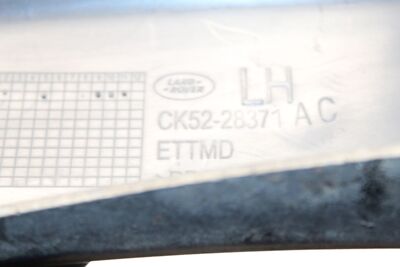 LAND
ROVER
LH
CK52-28371 AC
ETTMD